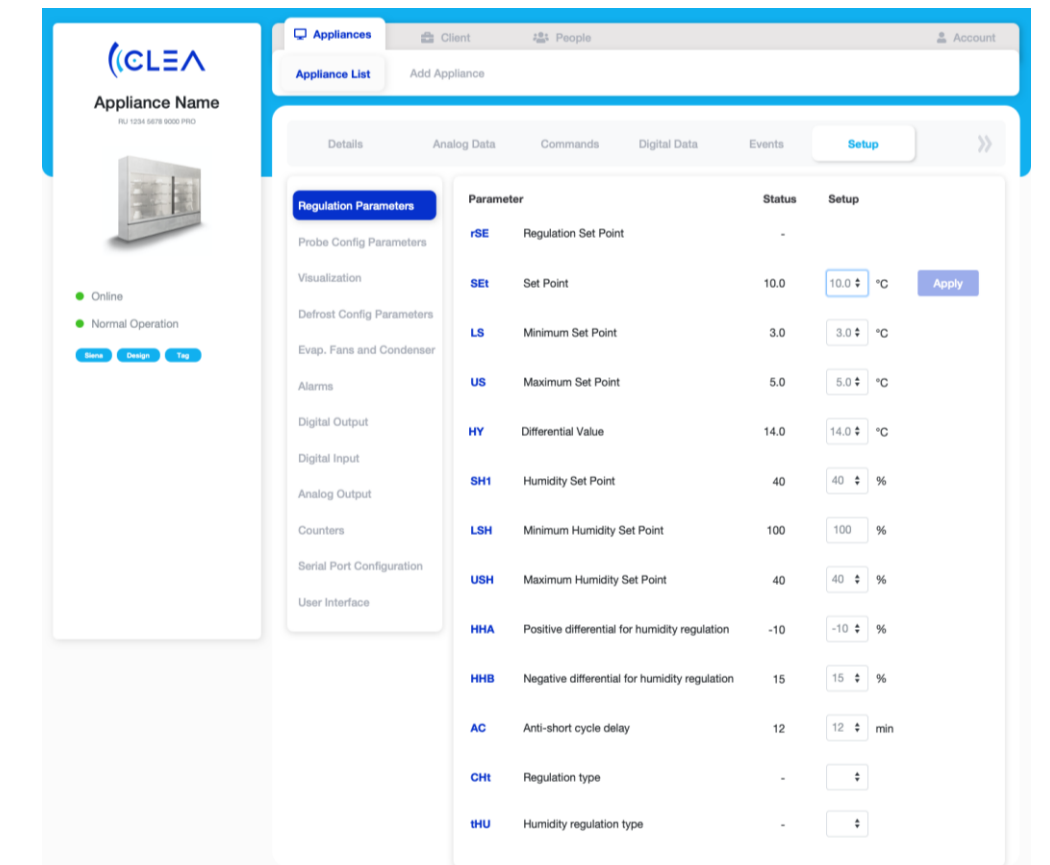 CLEA
Appliance Name
RU 1234 5678 9000 PRO
Online
Normal Operation
Siena Design Tag
Appliances Client People Account
Appliance List Add Appliance
Details Analog Data Commands Digital Data Events Setup
Regulation Parameters
Probe Config Parameters
Visualization
Defrost Config Parameters
Evap. Fans and Condenser
Alarms
Digital Output
Digital Input
Analog Output
Counters
Serial Port Configuration
User Interface
Parameter Status Setup
rSE Regulation Set Point -
SEt Set Point 10.0 10.0 °C Apply
LS Minimum Set Point 3.0 3.0 °C
US Maximum Set Point 5.0 5.0 °C
HY Differential Value 14.0 14.0 °C
SH1 Humidity Set Point 40 40 %
LSH Minimum Humidity Set Point 100 100 %
USH Maximum Humidity Set Point 40 40 %
HHA Positive differential for humidity regulation -10 -10 %
HHB Negative differential for humidity regulation 15 15 %
AC Anti-short cycle delay 12 12 min
CHt Regulation type -
tHU Humidity regulation type -